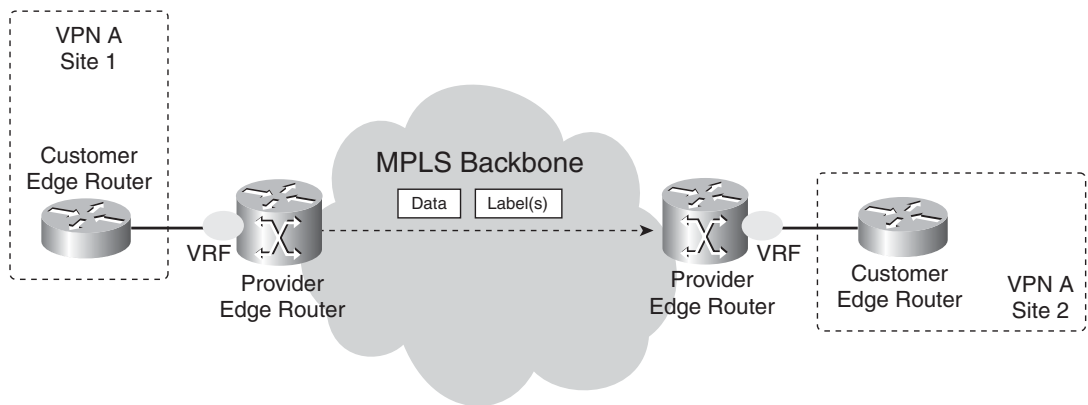 VPN A
Site 1
Customer
Edge Router
VRF
Provider
Edge Router
MPLS Backbone
Data
Label(s)
Provider
Edge Router
VRF
Customer
Edge Router
VPN A
Site 2